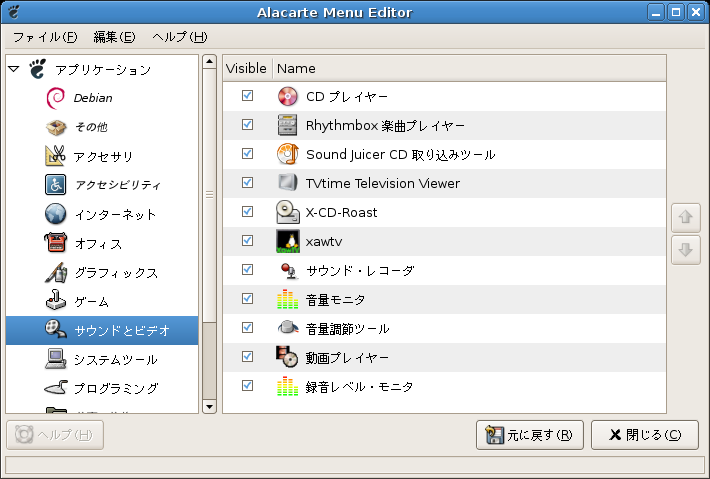 Alacarte Menu Editor
ファイル(F) 編集(E) ヘルプ(H)
アプリケーション
Debian
その他
アクセサリ
アクセシビリティ
インターネット
オフィス
グラフィックス
ゲーム
サウンドとビデオ
システムツール
プログラミング
Visible Name
CD プレイヤー
Rhythmbox 楽曲プレイヤー
Sound Juicer CD 取り込みツール
TVtime Television Viewer
X-CD-Roast
xawtv
サウンド・レコーダ
音量モニタ
音量調節ツール
動画プレイヤー
録音レベル・モニタ
ヘルプ(H) 元に戻す(R) 閉じる(C)